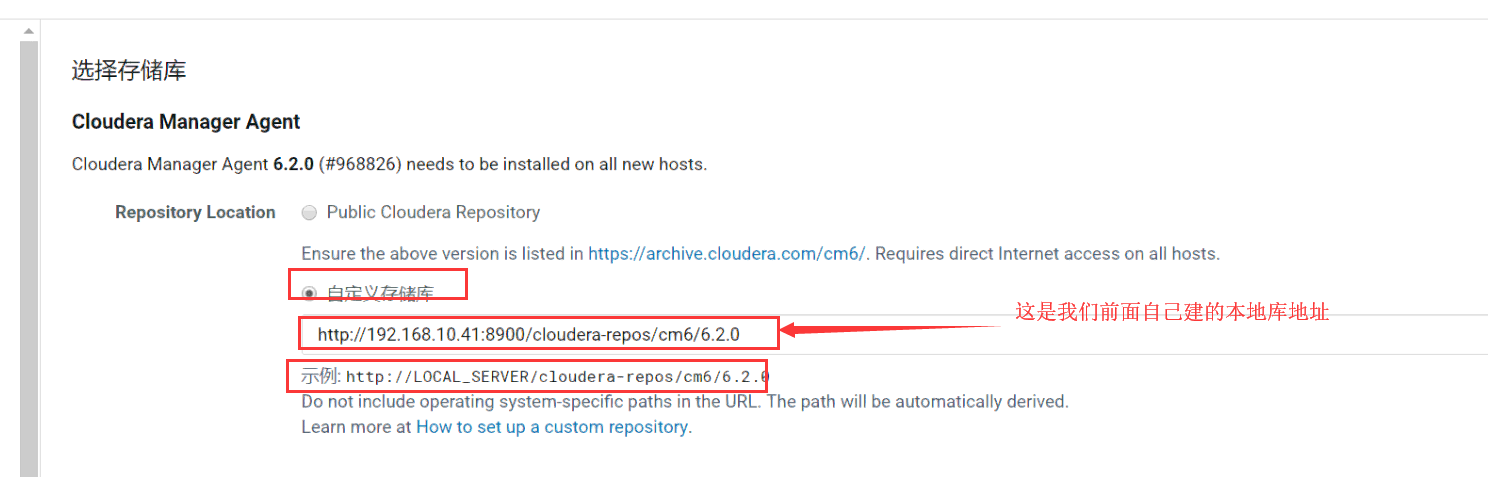 选择存储库
Cloudera Manager Agent
Cloudera Manager Agent 6.2.0 (#968826) needs to be installed on all new hosts.
Repository Location Public Cloudera Repository
Ensure the above version is listed in https://archive.cloudera.com/cm6/. Requires direct Internet access on all hosts.
自定义存储库
这是我们前面自己建的本地库地址
http://192.168.10.41:8900/cloudera-repos/cm6/6.2.0
示例: http://LOCAL_SERVER/cloudera-repos/cm6/6.2.0
Do not include operating system-specific paths in the URL. The path will be automatically derived.
Learn more at How to set up a custom repository.